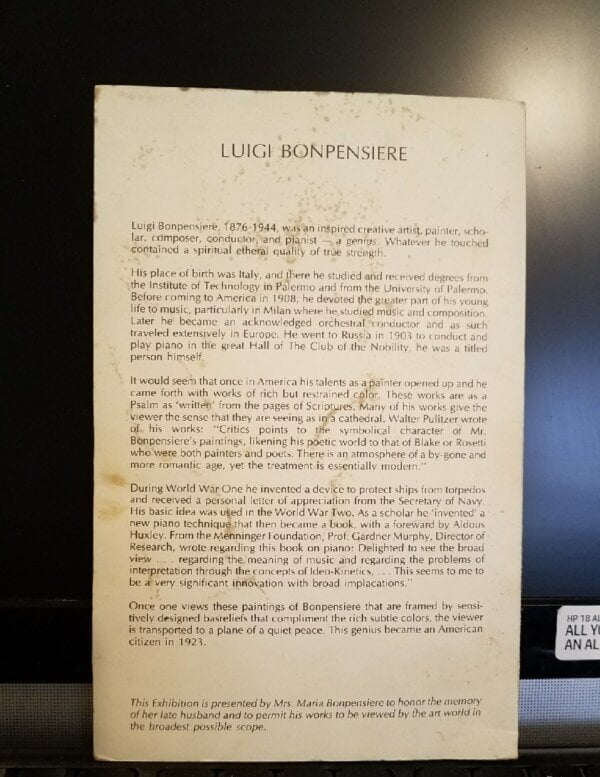 LUIGI BONPENSIERE
Luigi Bonpensiere, 1876-1944, was an inspired creative artist, painter, scho-
lar, composer, conductor, and pianist — a genius. Whatever he touched
contained a spiritual etheral quality of true strength.
His place of birth was Italy, and there he studied and received degrees from
the Institute of Technology in Palermo and from the University of Palermo.
Before coming to America in 1908, he devoted the greater part of his young
life to music, particularly in Milan where he studied music and composition.
Later he became an acknowledged orchestral conductor and as such
traveled extensively in Europe. He went to Russia in 1903 to conduct and
play piano in the great Hall of The Club of the Nobility, he was a titled
person himself.
It would seem that once in America his talents as a painter opened up and he
came forth with works of rich but restrained color. These works are as a
Psalm as 'written' from the pages of Scriptures. Many of his works give the
viewer the sense that they are seeing as in a cathedral. Walter Pulitzer wrote
of his works: "Critics points to the symbolical character of Mr.
Bonpensiere's paintings, likening his poetic world to that of Blake or Rosetti
who were both painters and poets. There is an atmosphere of a by-gone and
more romantic age, yet the treatment is essentially modern."
During World War One he invented a device to protect ships from torpedos
and received a personal letter of appreciation from the Secretary of Navy.
His basic idea was used in the World War Two. As a scholar he 'invented' a
new piano technique that then became a book, with a foreward by Aldous
Huxley. From the Menninger Foundation, Prof. Gardner Murphy, Director of
Research, wrote regarding this book on piano: Delighted to see the broad
view . . . regarding the meaning of music and regarding the problems of
interpretation through the concepts of Ideo-Kinetics, . . . This seems to me to
be a very significant innovation with broad implacations."
Once one views these paintings of Bonpensiere that are framed by sensi-
tively designed basreliefs that compliment the rich subtle colors, the viewer
is transported to a plane of a quiet peace. This genius became an American
citizen in 1923.
This Exhibition is presented by Mrs. Maria Bonpensiere to honor the memory
of her late husband and to permit his works to be viewed by the art world in
the broadest possible scope.
HP 18 AL
ALL YO
AN AL